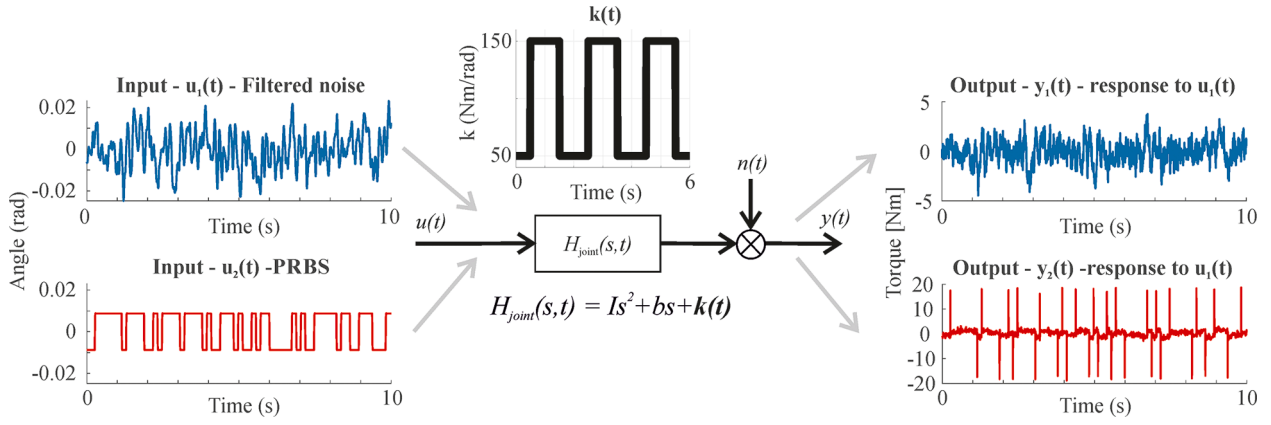 k(t)
150
50
k (Nm/rad)
0
6
Time (s)
Input - u₁(t) - Filtered noise
0.02
0
-0.02
0
10
Time (s)
Angle (rad)
Input - u₂(t) -PRBS
0.02
0
-0.02
0
10
Time (s)
u(t)
H_joint(s,t)
n(t)
y(t)
H_joint(s,t) = Is²+bs+k(t)
Output - y₁(t) - response to u₁(t)
5
0
-5
0
10
Time (s)
Torque [Nm]
Output - y₂(t) -response to u₁(t)
20
10
0
-10
-20
0
10
Time (s)